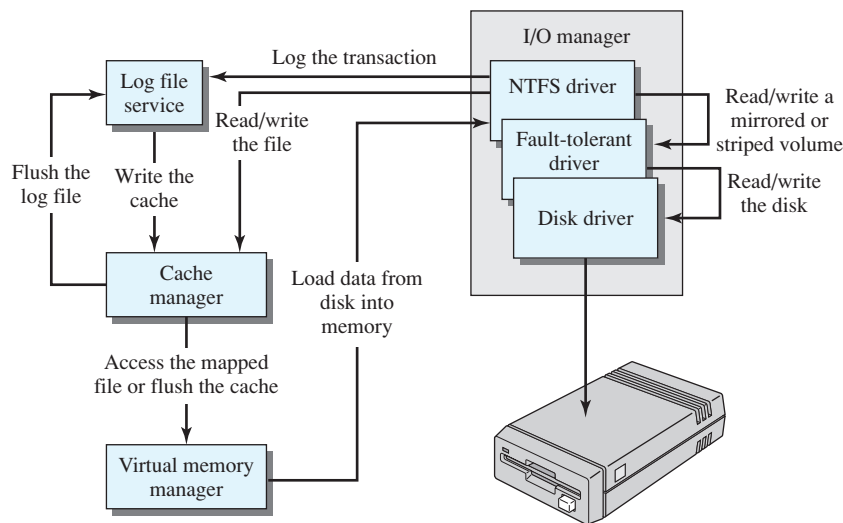 I/O manager
Log the transaction
Log file
service
NTFS driver
Read/write
the file
Read/write a
mirrored or
striped volume
Fault-tolerant
driver
Flush the
log file
Write the
cache
Read/write
the disk
Disk driver
Cache
manager
Load data from
disk into
memory
Access the mapped
file or flush the cache
Virtual memory
manager